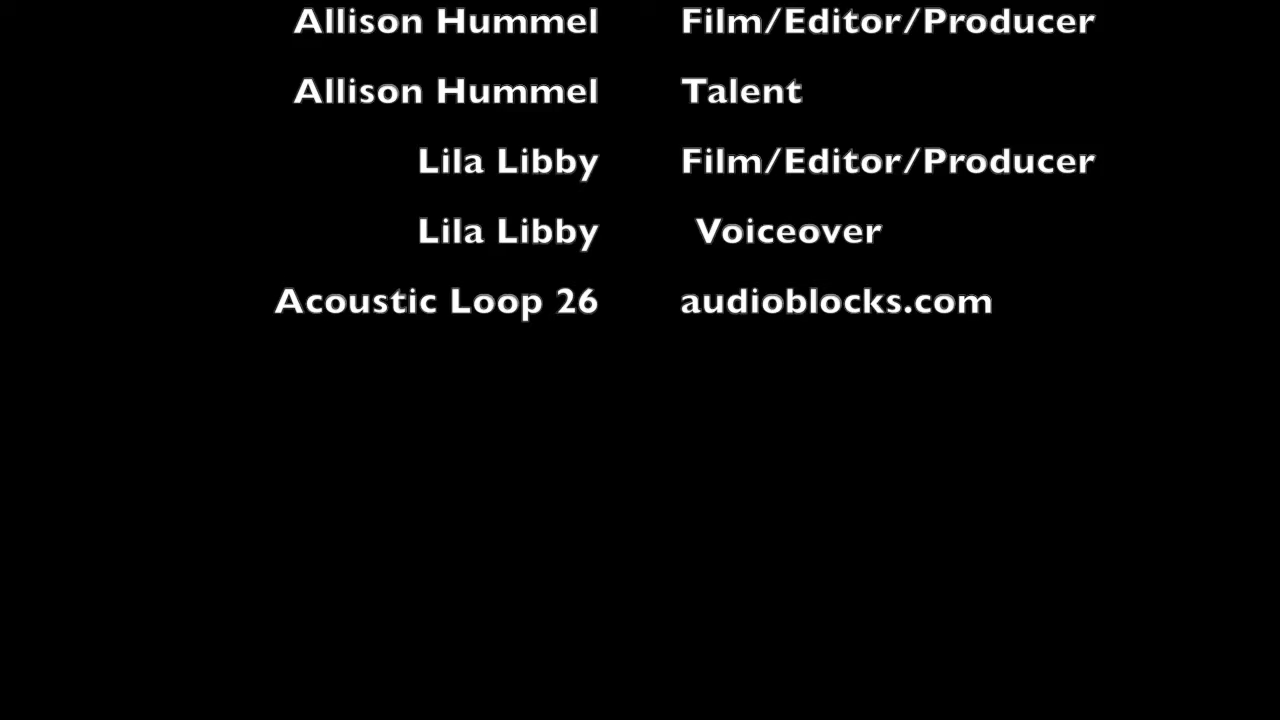 Allison Hummel Film/Editor/Producer
Allison Hummel Talent
Lila Libby Film/Editor/Producer
Lila Libby Voiceover
Acoustic Loop 26 audioblocks.com